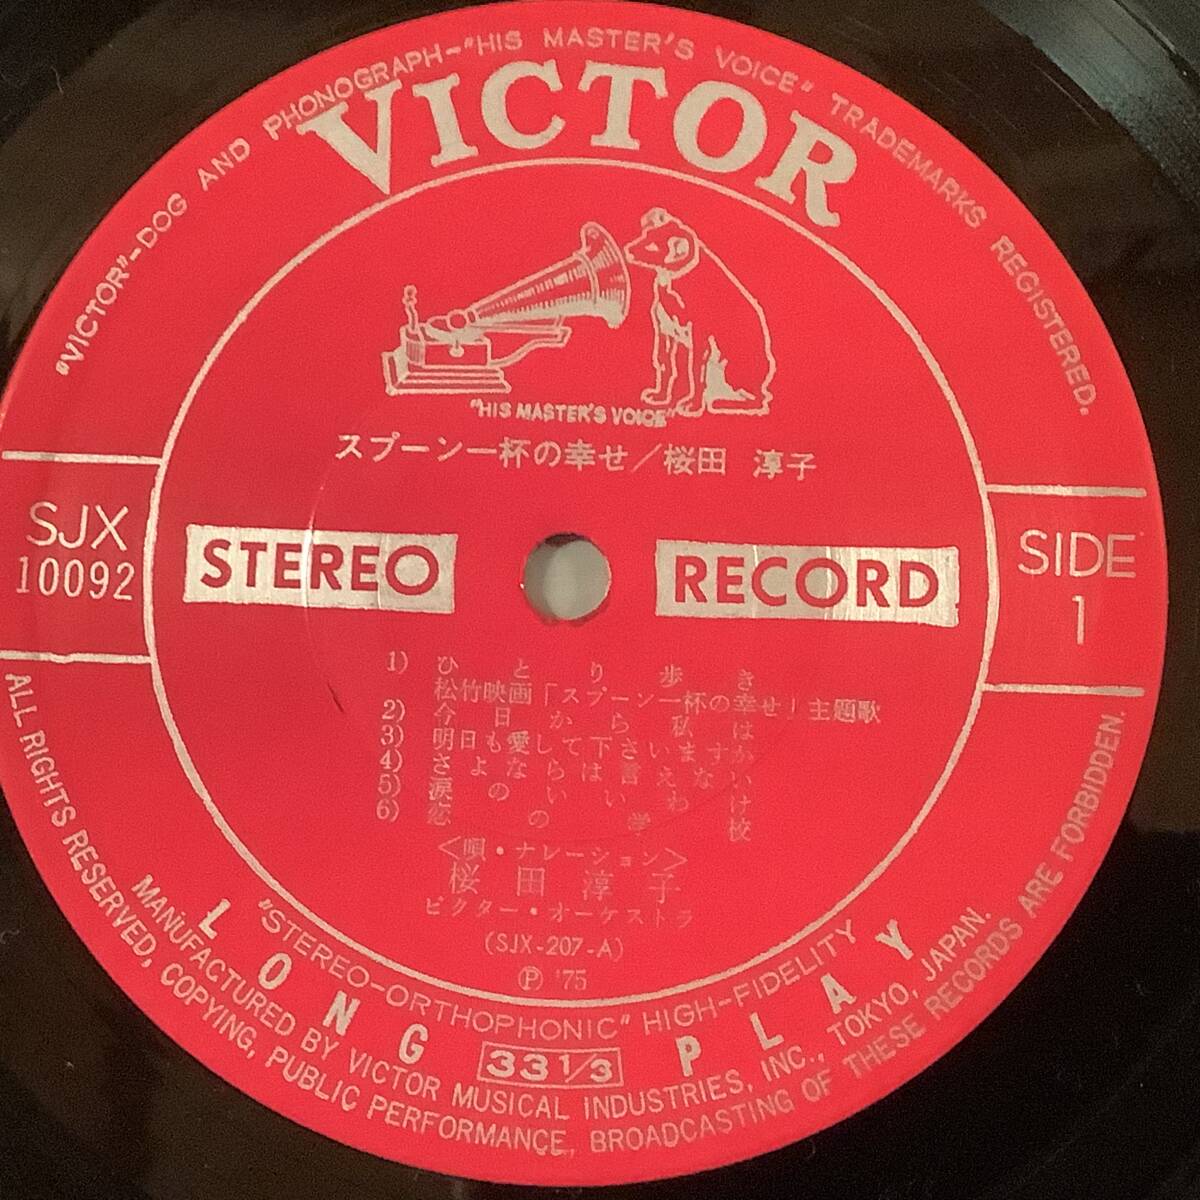 "VICTOR"-DOG AND PHONOGRAPH-"HIS MASTER'S VOICE" TRADEMARKS REGISTERED.
VICTOR
"HIS MASTER'S VOICE"
スプーン一杯の幸せ/桜田 淳子
SJX
10092
STEREO RECORD
SIDE
1
1) ひとり歩き
松竹映画「スプーン一杯の幸せ」主題歌
2) 今日から私は
3) 明日も愛して下さいますか
4) さよならは言えない
5) 涙のいいわけ
6) 恋の学校
<唄・ナレーション>
桜田淳子
ビクター・オーケストラ
(SJX-207-A)
Ⓟ '75
"STEREO-ORTHOPHONIC" HIGH-FIDELITY
LONG 33 1/3 PLAY
MANUFACTURED BY VICTOR MUSICAL INDUSTRIES, INC., TOKYO, JAPAN.
ALL RIGHTS RESERVED, COPYING, PUBLIC PERFORMANCE, BROADCASTING OF THESE RECORDS ARE FORBIDDEN.